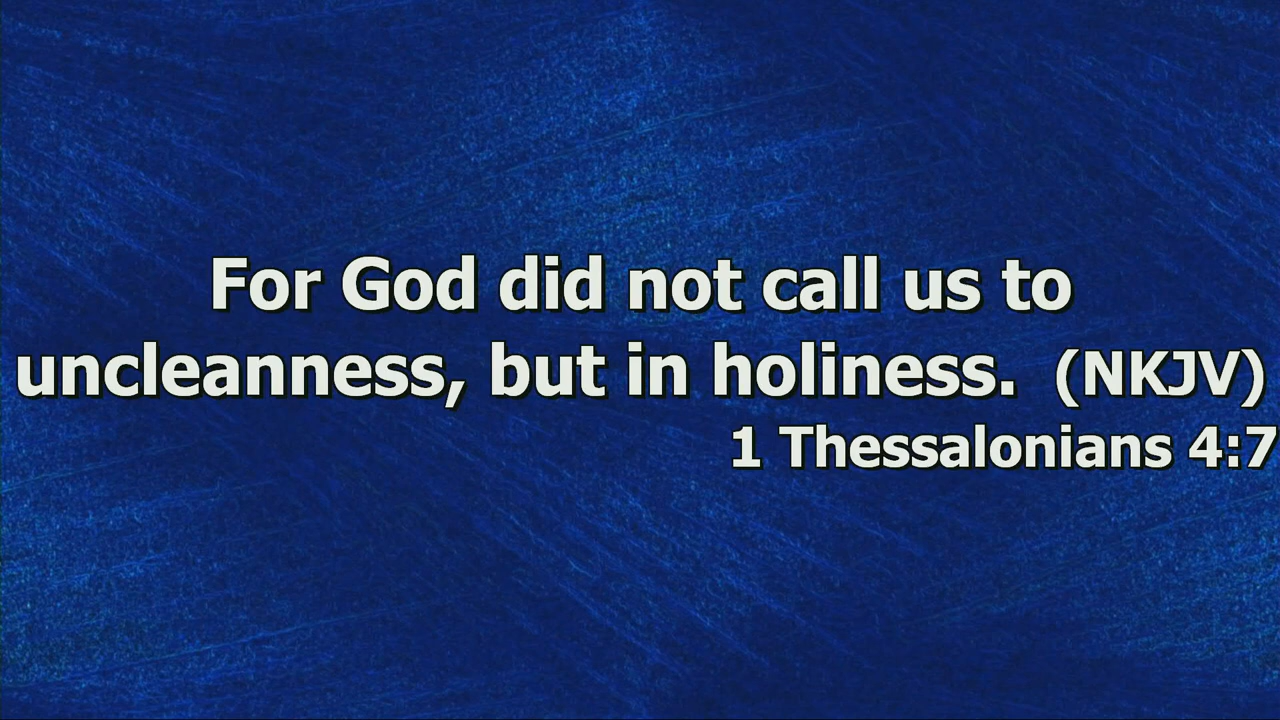 For God did not call us to
uncleanness, but in holiness. (NKJV)
1 Thessalonians 4:7